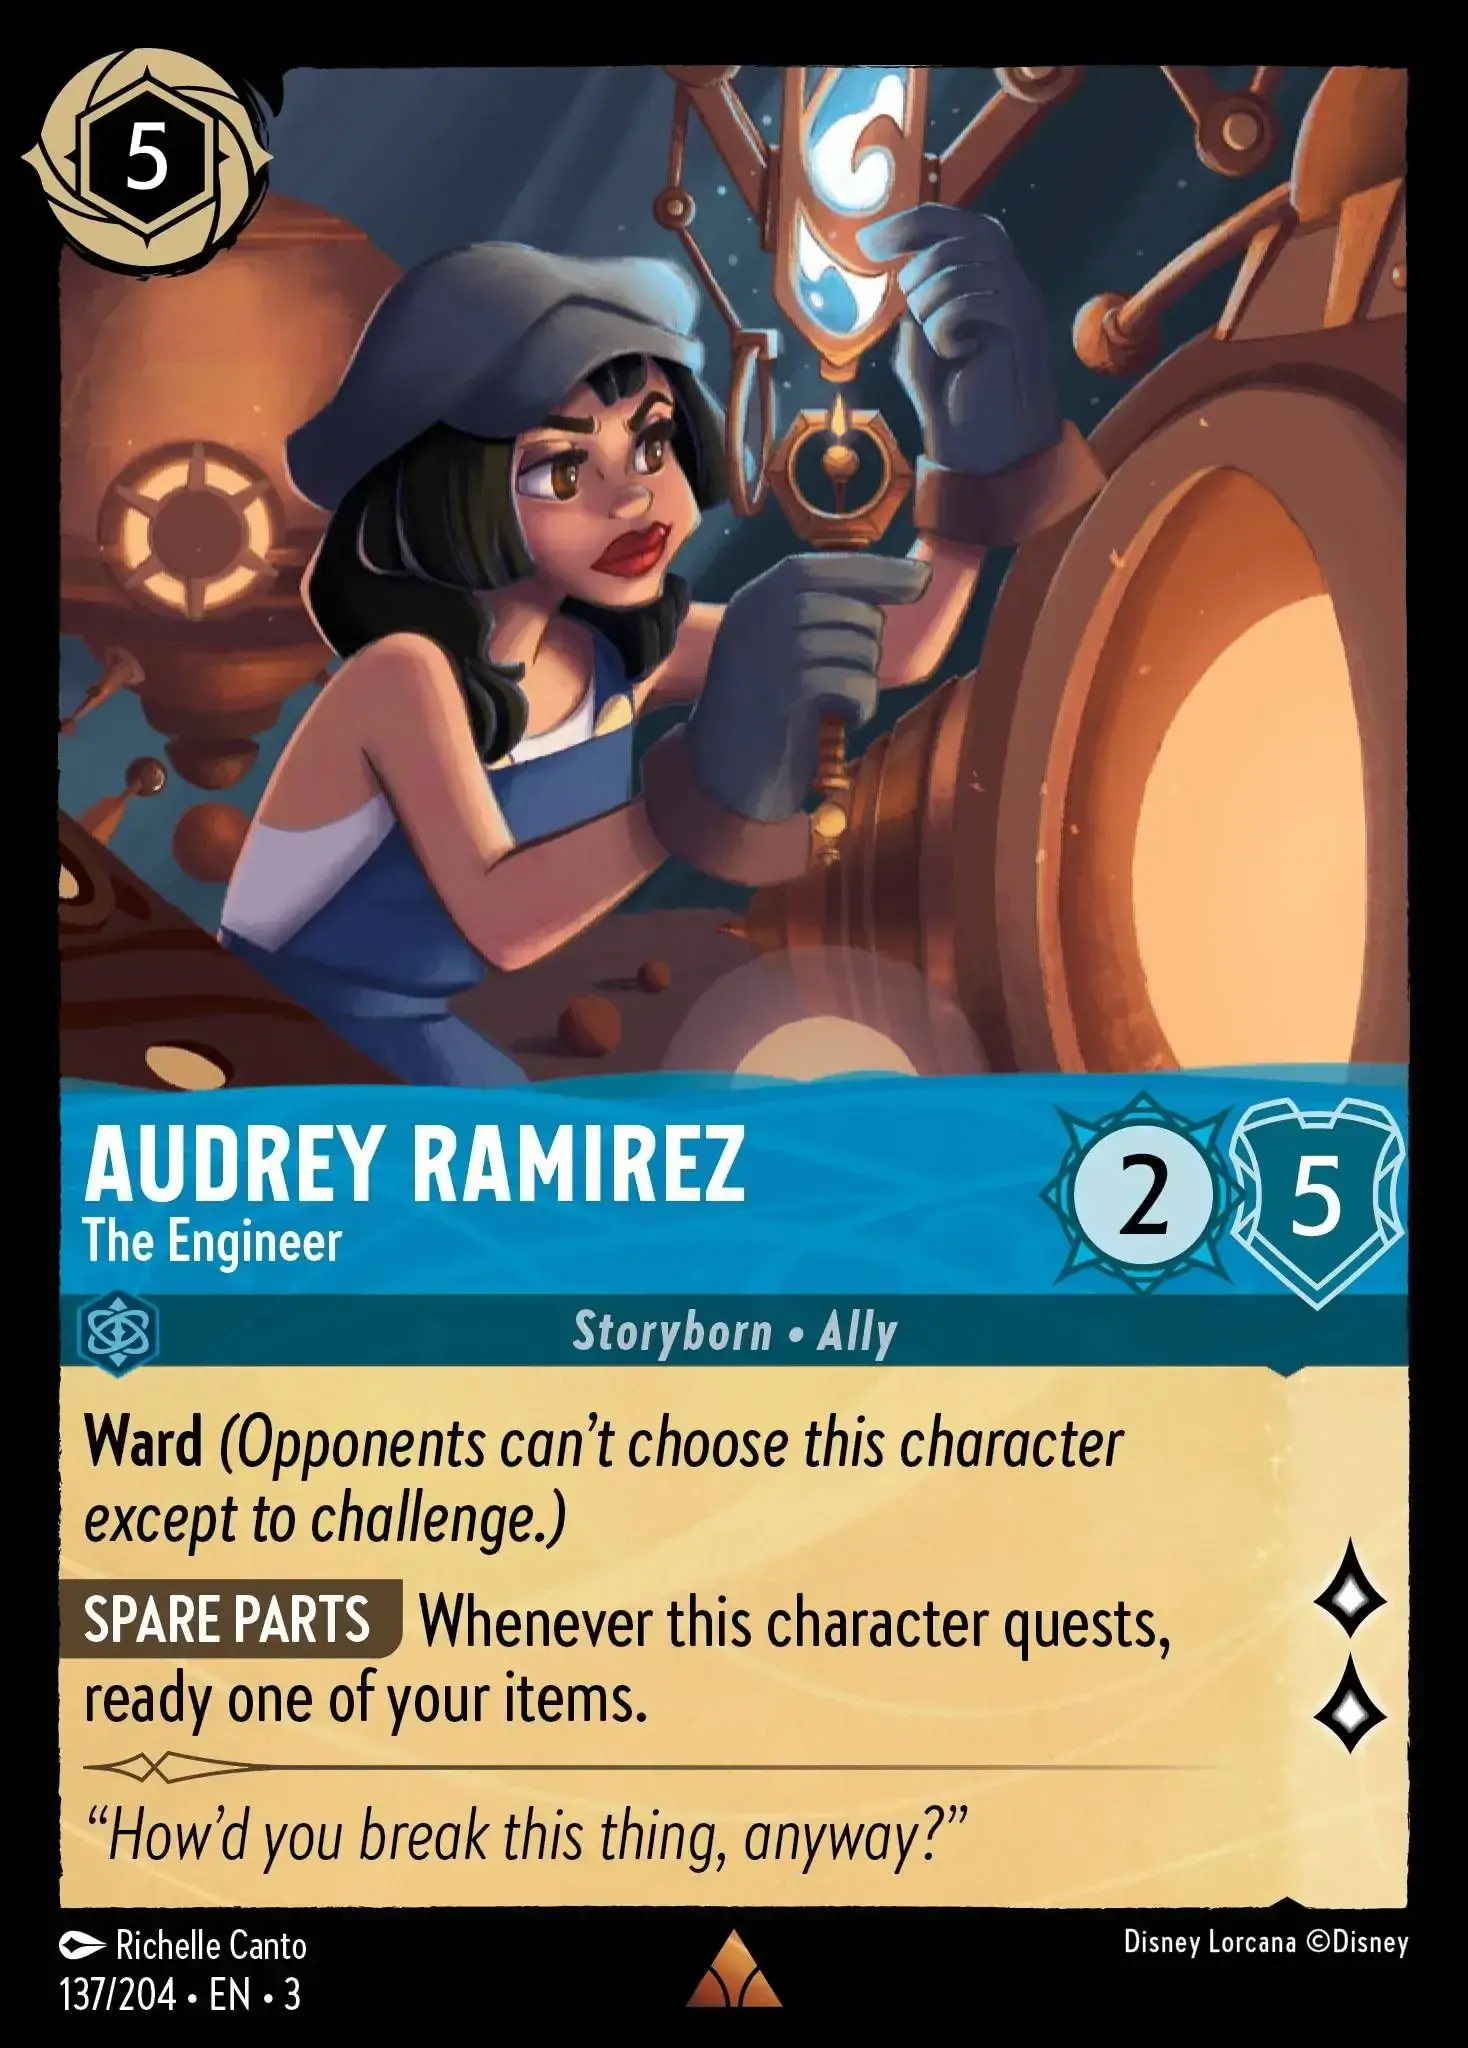 5
AUDREY RAMIREZ
The Engineer
2
5
Storyborn • Ally
Ward (Opponents can’t choose this character
except to challenge.)
SPARE PARTS Whenever this character quests,
ready one of your items.
“How’d you break this thing, anyway?”
Richelle Canto
137/204 • EN • 3
Disney Lorcana ©Disney